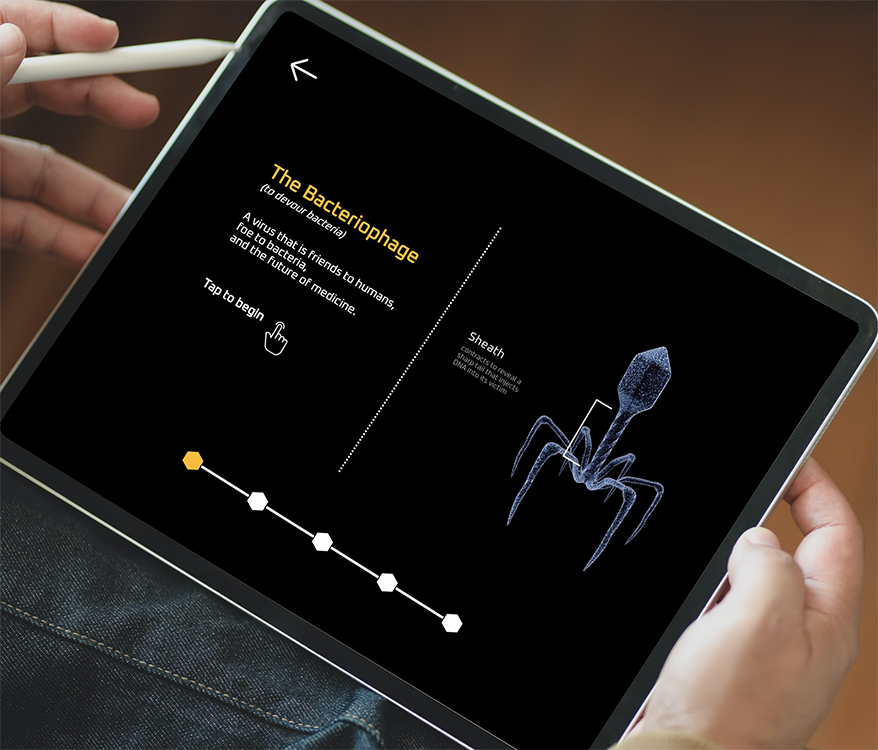 The Bacteriophage
(to devour bacteria)
A virus that is friends to humans,
foe to bacteria,
and the future of medicine.
Tap to begin
Sheath
contracts to reveal a
sharp tail that injects
DNA into its victim